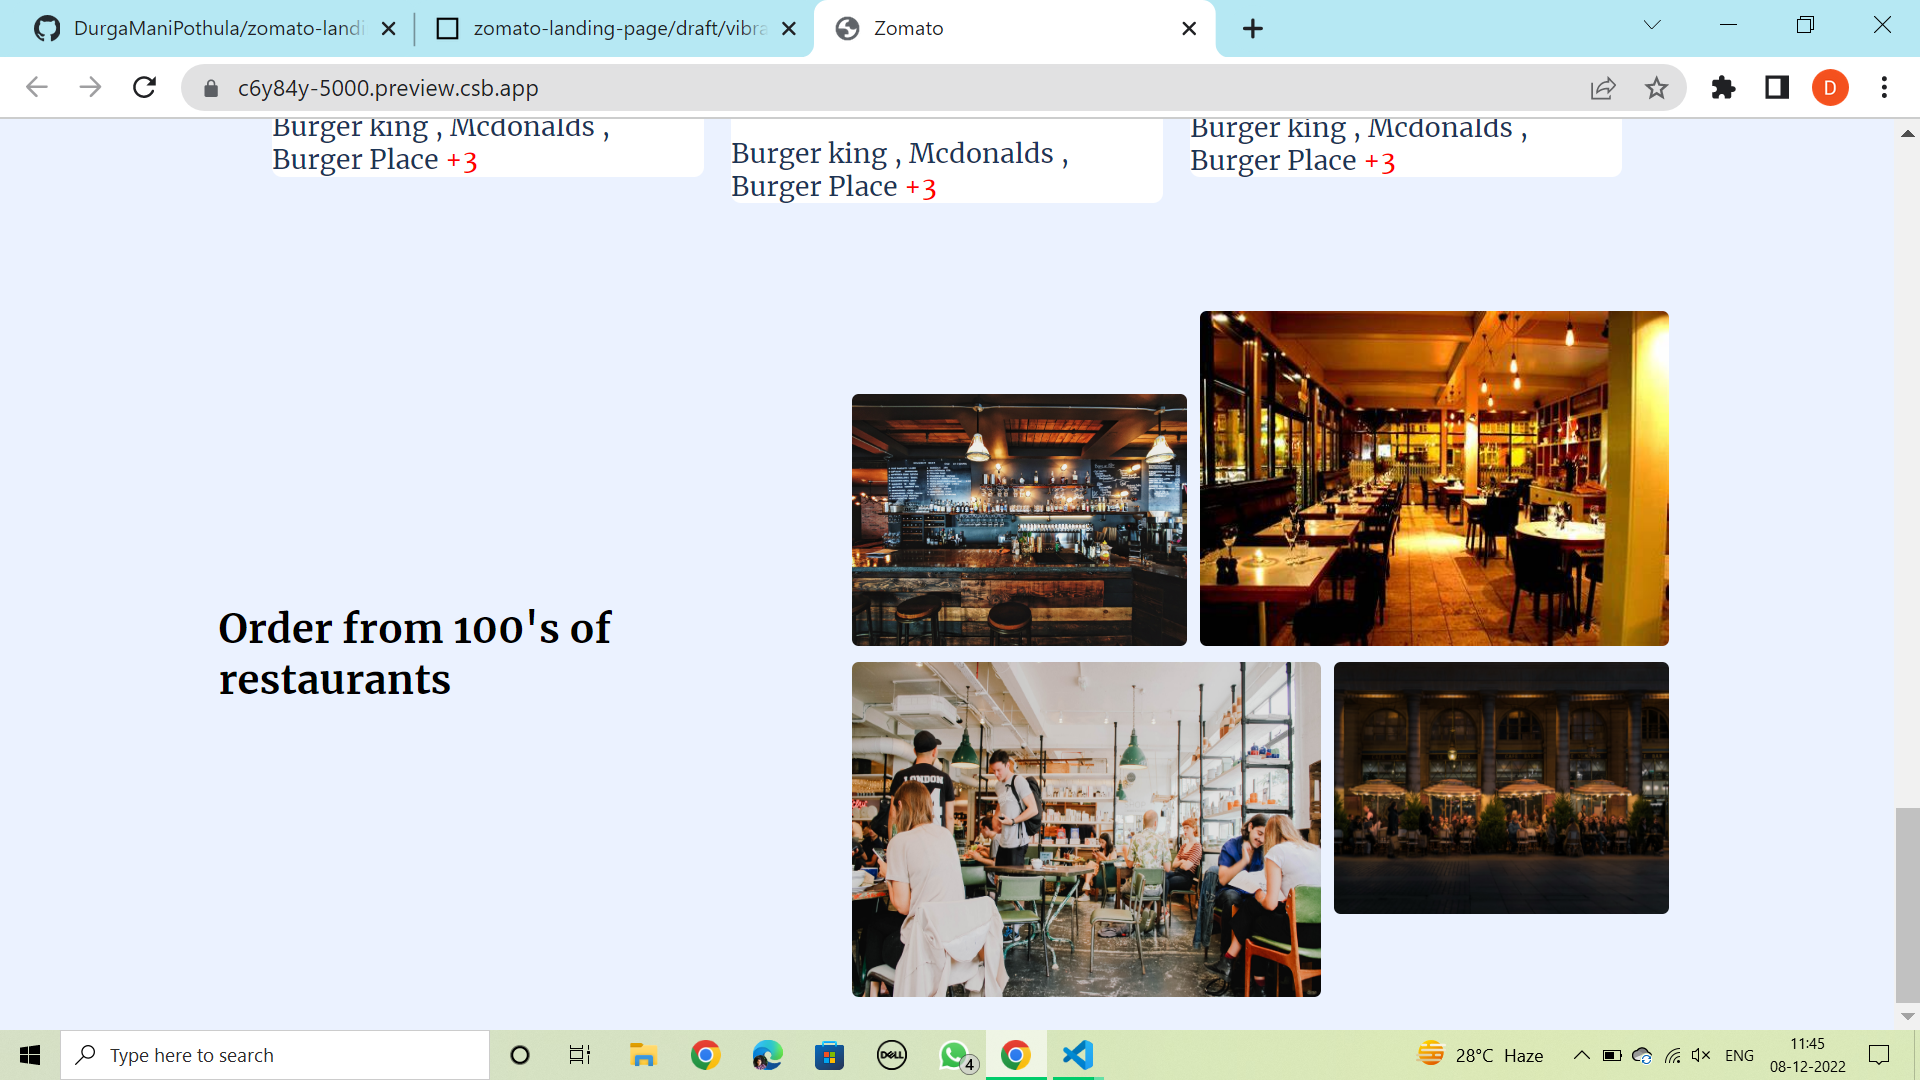 DurgaManiPothula/zomato-landi
zomato-landing-page/draft/vibra
Zomato
c6y84y-5000.preview.csb.app
D
Burger king , Mcdonalds ,
Burger Place +3
Burger king , Mcdonalds ,
Burger Place +3
Burger king , Mcdonalds ,
Burger Place +3
Order from 100's of
restaurants
LONDON
Type here to search
DELL
4
28°C Haze
ENG
11:45
08-12-2022